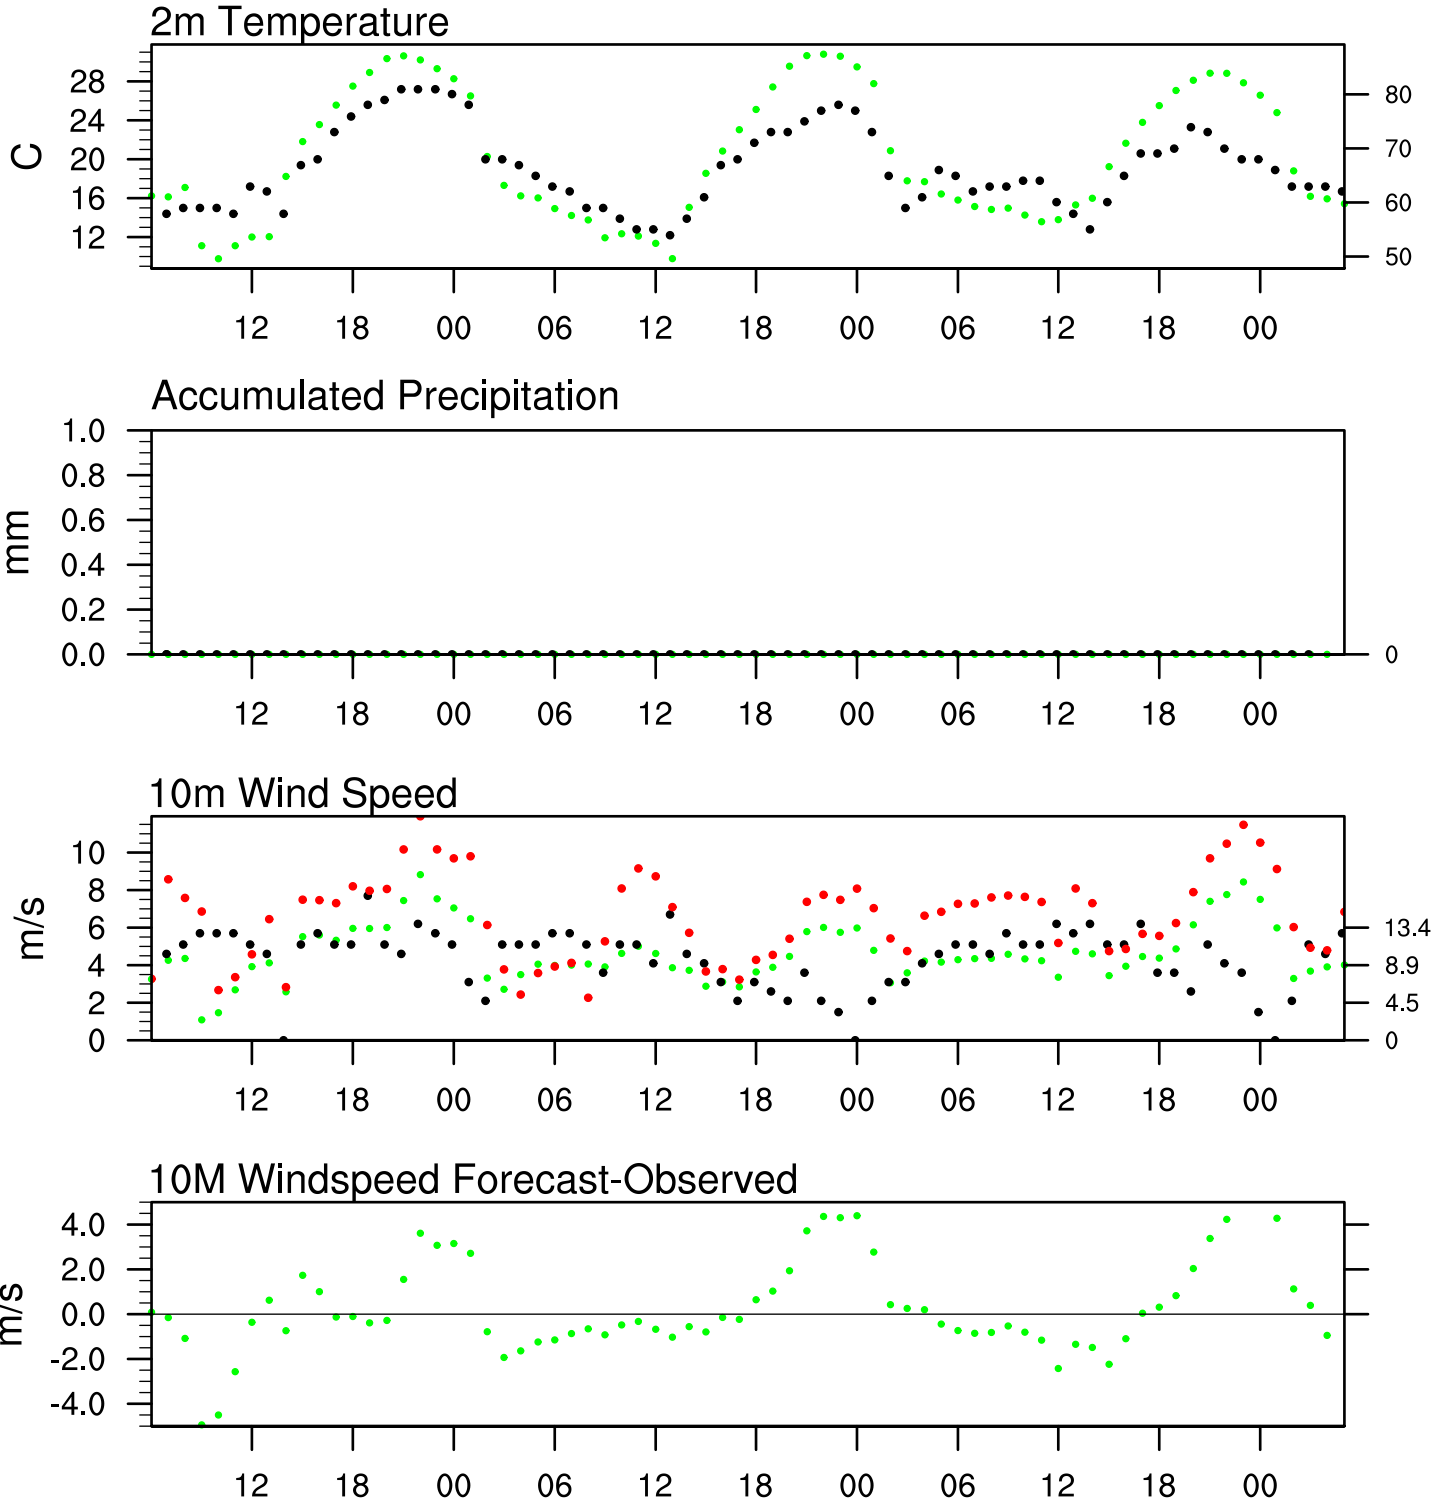 2m Temperature
C
28
24
20
16
12
80
70
60
50
12 18 00 06 12 18 00 06 12 18 00
Accumulated Precipitation
mm
1.0
0.8
0.6
0.4
0.2
0.0
0
12 18 00 06 12 18 00 06 12 18 00
10m Wind Speed
m/s
10
8
6
4
2
0
13.4
8.9
4.5
0
12 18 00 06 12 18 00 06 12 18 00
10M Windspeed Forecast-Observed
m/s
4.0
2.0
0.0
-2.0
-4.0
12 18 00 06 12 18 00 06 12 18 00